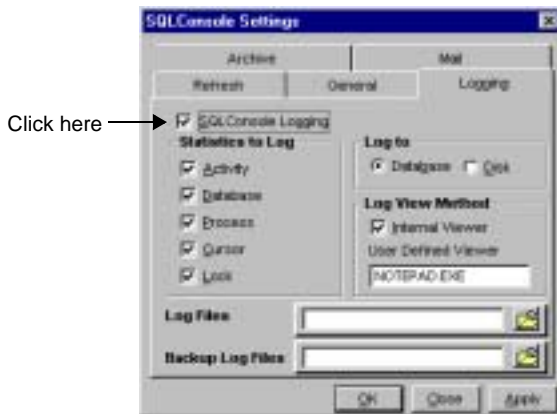 SQLConsole Settings
Archive Mail
Refresh General Logging
Click here
SQLConsole Logging
Statistics to Log
Activity
Database
Process
Cursor
Lock
Log to
Database Disk
Log View Method
Internal Viewer
User Defined Viewer
NOTEPAD.EXE
Log Files
Backup Log Files
OK Close Apply